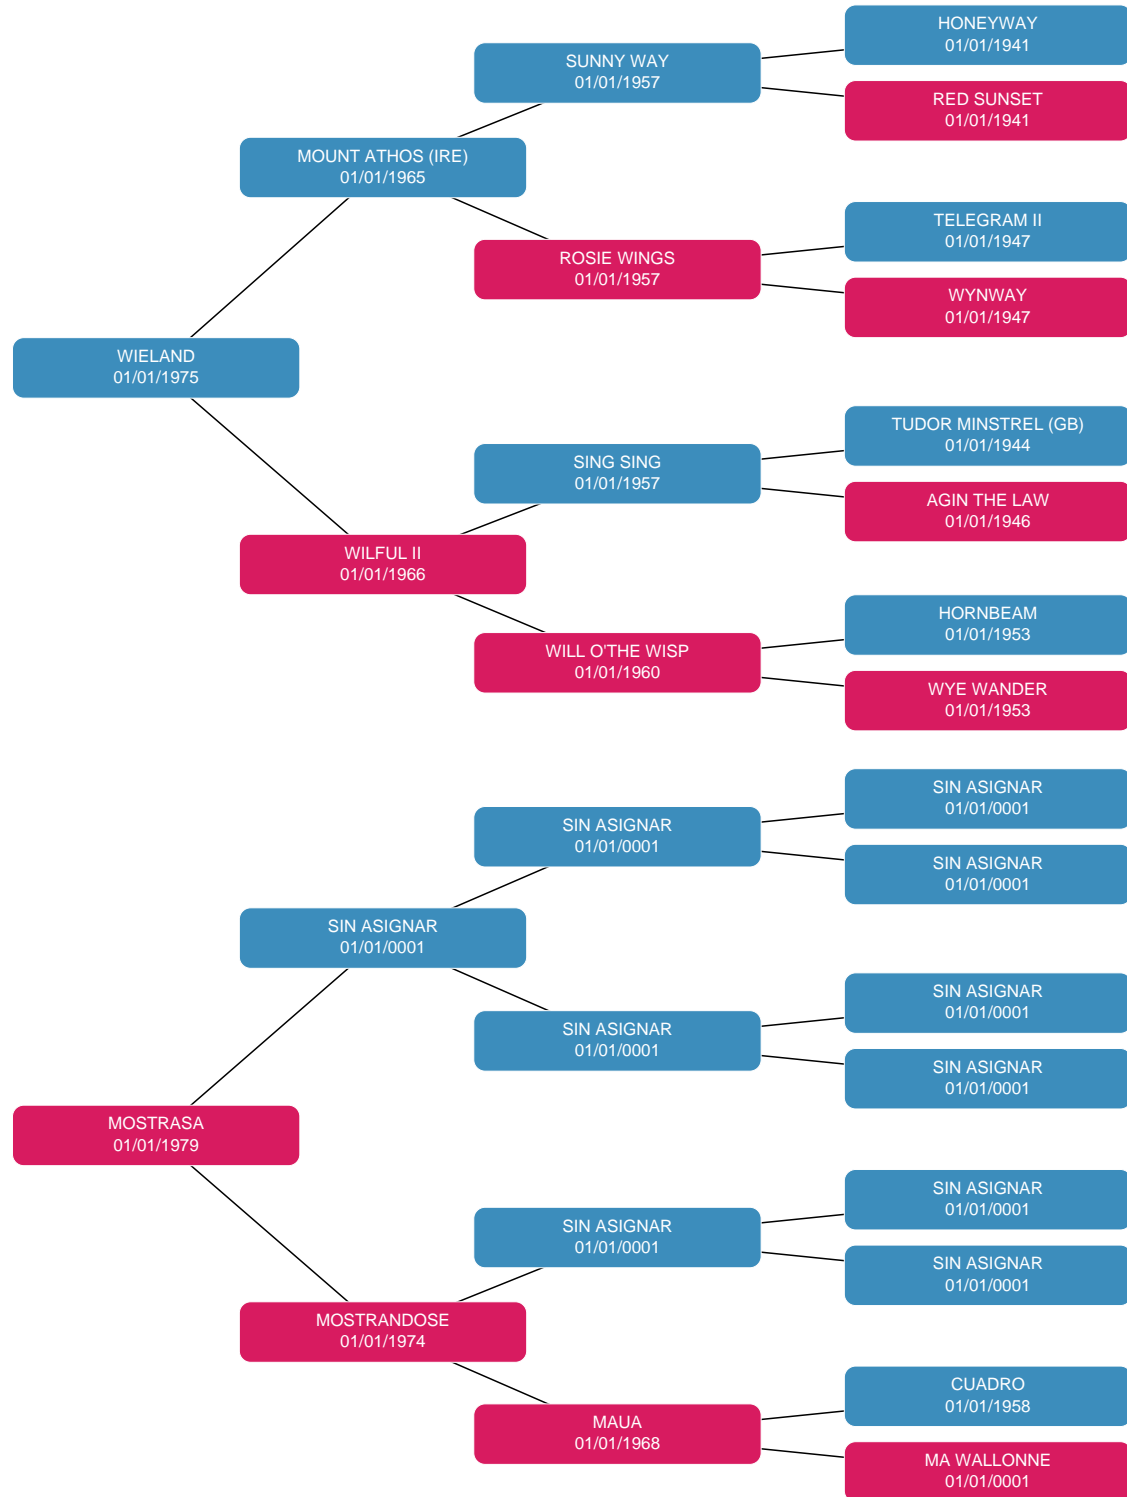 HONEYWAY
01/01/1941
SUNNY WAY
01/01/1957
RED SUNSET
01/01/1941
MOUNT ATHOS (IRE)
01/01/1965
TELEGRAM II
01/01/1947
ROSIE WINGS
01/01/1957
WYNWAY
01/01/1947
WIELAND
01/01/1975
TUDOR MINSTREL (GB)
01/01/1944
SING SING
01/01/1957
AGIN THE LAW
01/01/1946
WILFUL II
01/01/1966
HORNBEAM
01/01/1953
WILL O'THE WISP
01/01/1960
WYE WANDER
01/01/1953
SIN ASIGNAR
01/01/0001
SIN ASIGNAR
01/01/0001
SIN ASIGNAR
01/01/0001
SIN ASIGNAR
01/01/0001
SIN ASIGNAR
01/01/0001
SIN ASIGNAR
01/01/0001
SIN ASIGNAR
01/01/0001
MOSTRASA
01/01/1979
SIN ASIGNAR
01/01/0001
SIN ASIGNAR
01/01/0001
SIN ASIGNAR
01/01/0001
MOSTRANDOSE
01/01/1974
CUADRO
01/01/1958
MAUA
01/01/1968
MA WALLONNE
01/01/0001